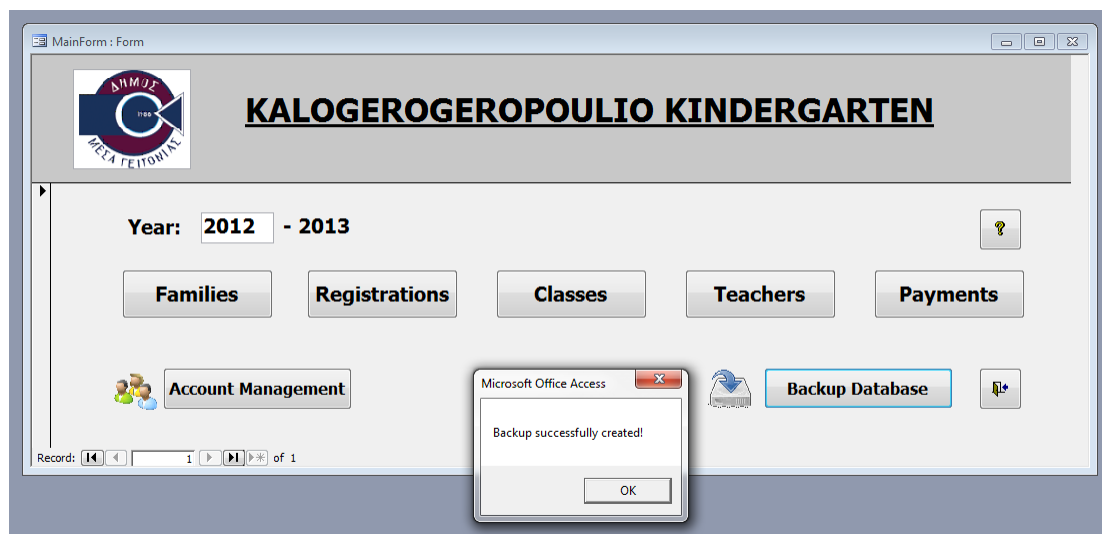 MainForm : Form
ΔΗΜΟΣ
ΜΕΣΑ ΓΕΙΤΟΝΙΑΣ
KALOGEROGEROPOULIO KINDERGARTEN
Year: 2012 - 2013
?
Families Registrations Classes Teachers Payments
Account Management
Backup Database
Microsoft Office Access
Backup successfully created!
OK
Record: 1 of 1